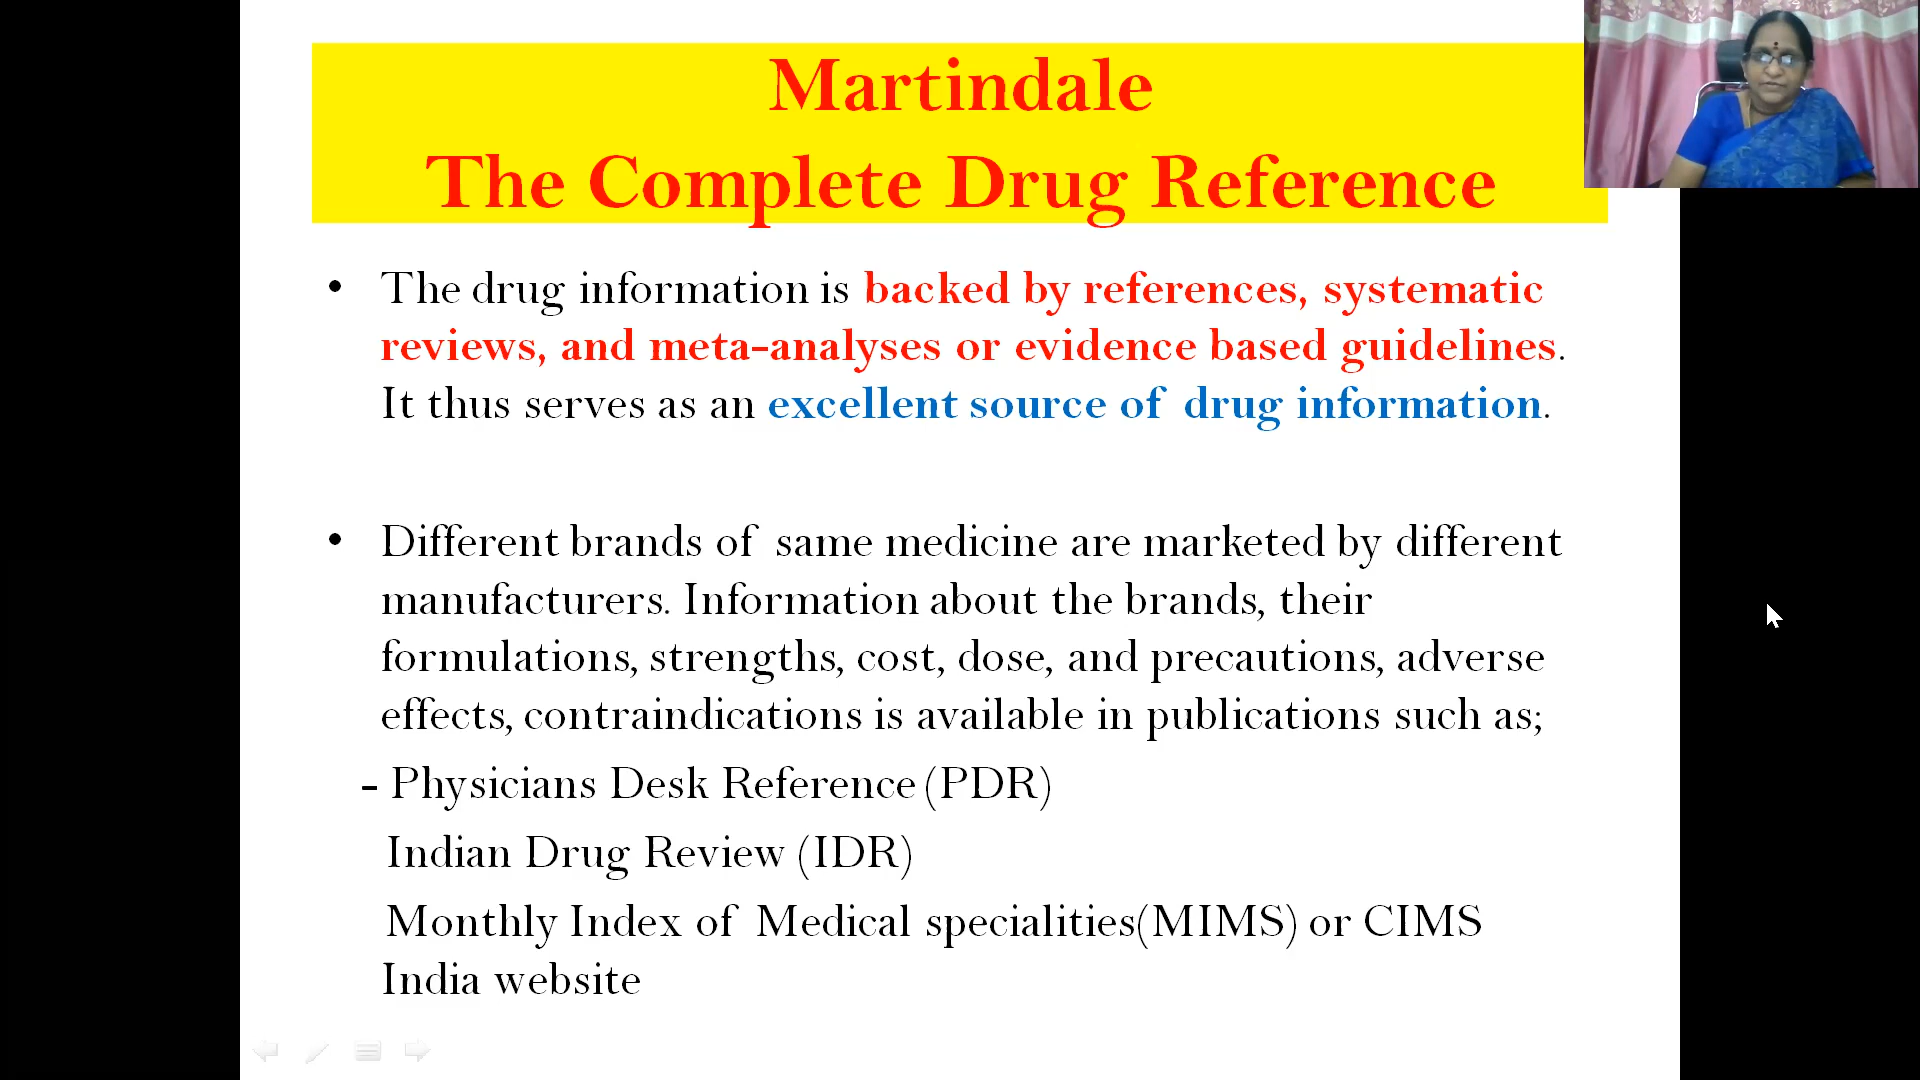 Martindale
The Complete Drug Reference
• The drug information is backed by references, systematic
reviews, and meta-analyses or evidence based guidelines.
It thus serves as an excellent source of drug information.
• Different brands of same medicine are marketed by different
manufacturers. Information about the brands, their
formulations, strengths, cost, dose, and precautions, adverse
effects, contraindications is available in publications such as;
- Physicians Desk Reference (PDR)
Indian Drug Review (IDR)
Monthly Index of Medical specialities(MIMS) or CIMS
India website